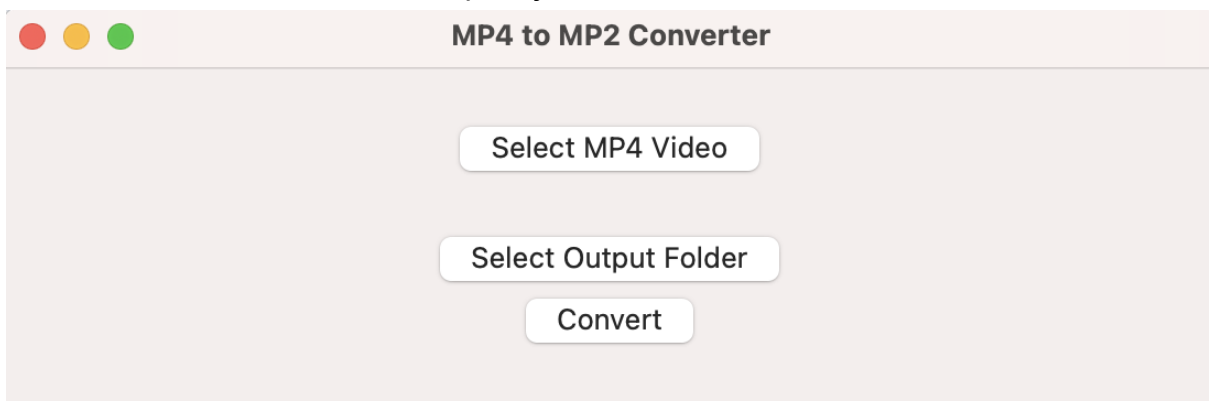 MP4 to MP2 Converter
Select MP4 Video
Select Output Folder
Convert